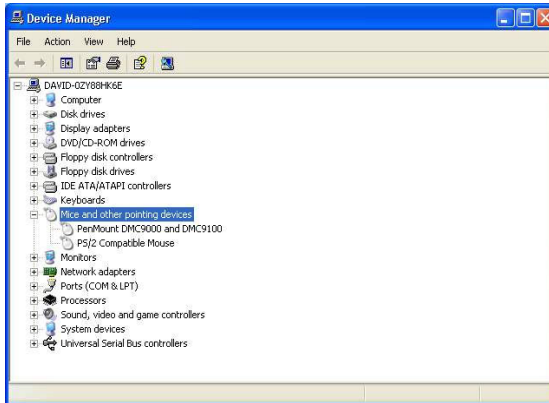 Device Manager
File Action View Help
DAVID-OZY88HK6E
Computer
Disk drives
Display adapters
DVD/CD-ROM drives
Floppy disk controllers
Floppy disk drives
IDE ATA/ATAPI controllers
Keyboards
Mice and other pointing devices
PenMount DMC9000 and DMC9100
PS/2 Compatible Mouse
Monitors
Network adapters
Ports (COM & LPT)
Processors
Sound, video and game controllers
System devices
Universal Serial Bus controllers